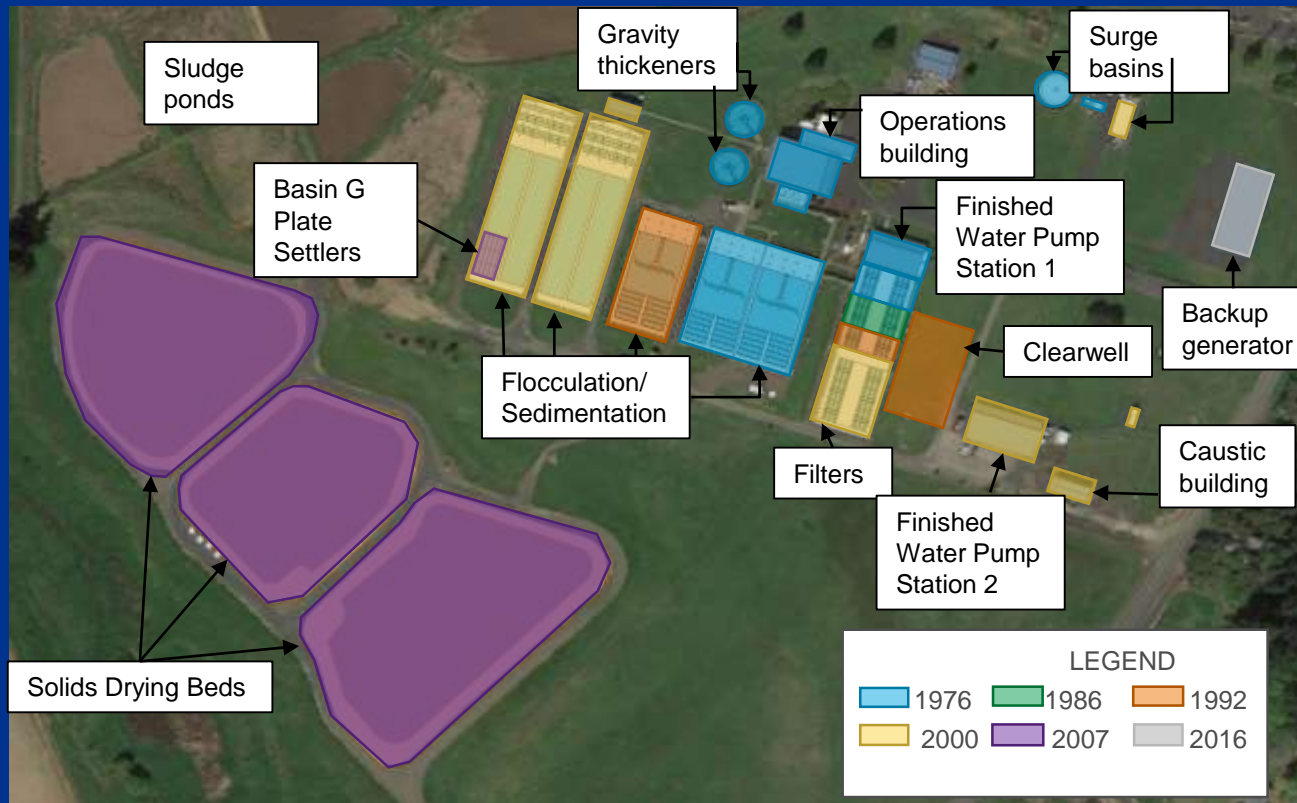 Sludge
ponds
Gravity
thickeners
Surge
basins
Operations
building
Basin G
Plate
Settlers
Finished
Water Pump
Station 1
Backup
generator
Clearwell
Flocculation/
Sedimentation
Filters
Caustic
building
Finished
Water Pump
Station 2
Solids Drying Beds
LEGEND
1976 1986 1992
2000 2007 2016